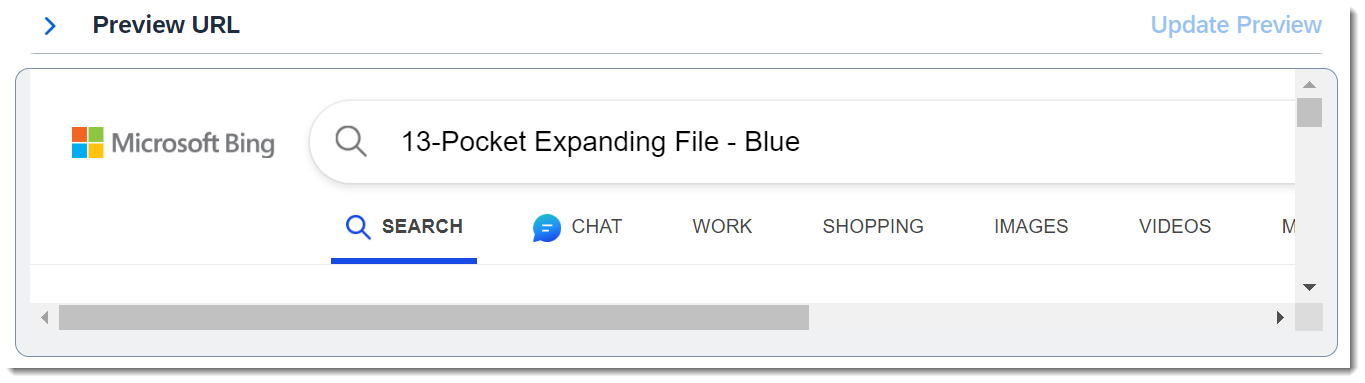 Preview URL
Update Preview
Microsoft Bing
13-Pocket Expanding File - Blue
SEARCH CHAT WORK SHOPPING IMAGES VIDEOS M